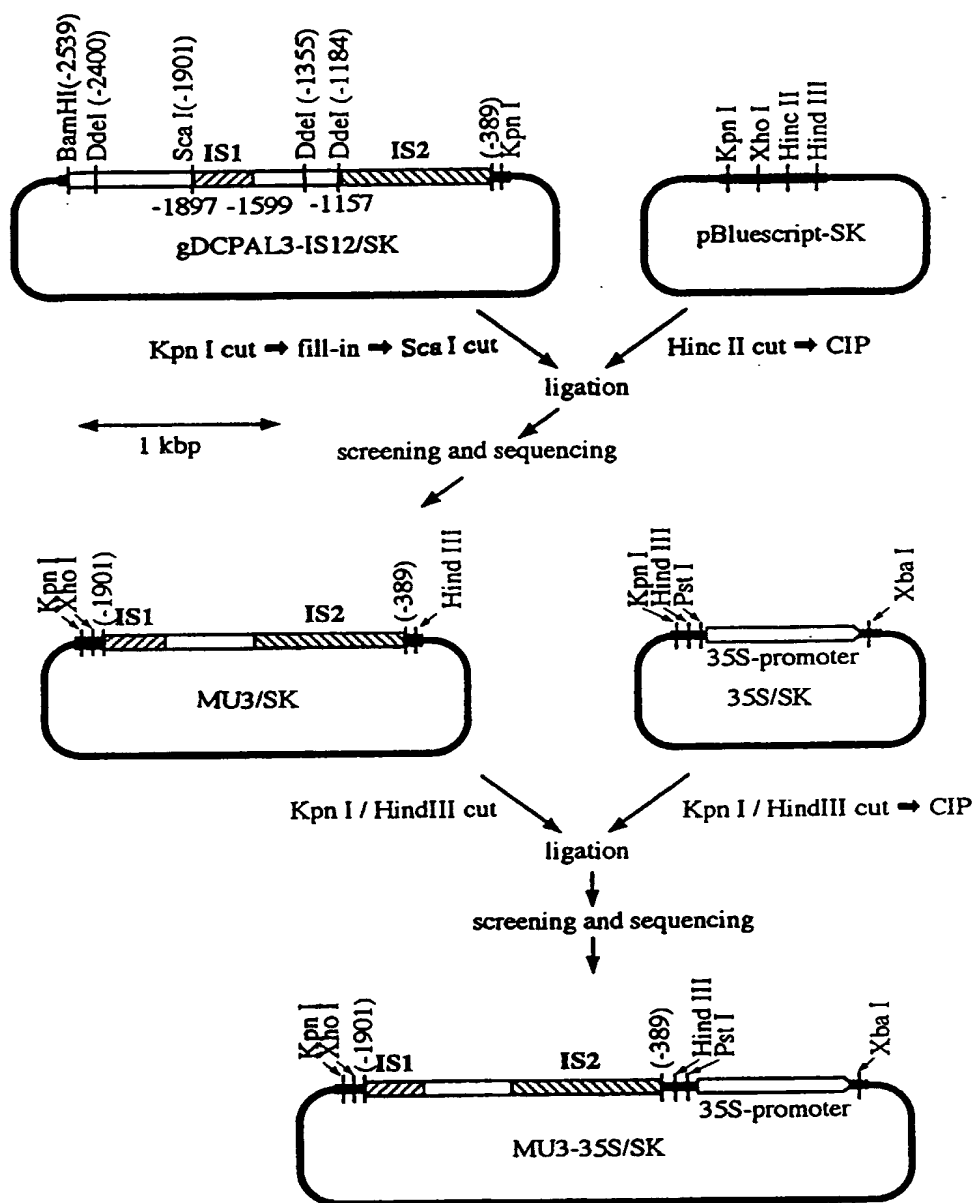 BamHI(-2539)
DdeI (-2400)
Sca I(-1901)
IS1
DdeI (-1355)
DdeI (-1184)
IS2
(-389)
Kpn I
-1897 -1599 -1157
gDCPAL3-IS12/SK
Kpn I
Xho I
Hinc II
Hind III
pBluescript-SK
Kpn I cut ➡ fill-in ➡ Sca I cut
Hinc II cut ➡ CIP
ligation
1 kbp
screening and sequencing
Kpn I
Xho I
(-1901)
IS1
IS2
(-389)
Hind III
MU3/SK
Kpn I
Hind III
Pst I
Xba I
35S-promoter
35S/SK
Kpn I / HindIII cut
Kpn I / HindIII cut ➡ CIP
ligation
screening and sequencing
Kpn I
Xho I
(-1901)
IS1
IS2
(-389)
Hind III
Pst I
Xba I
35S-promoter
MU3-35S/SK